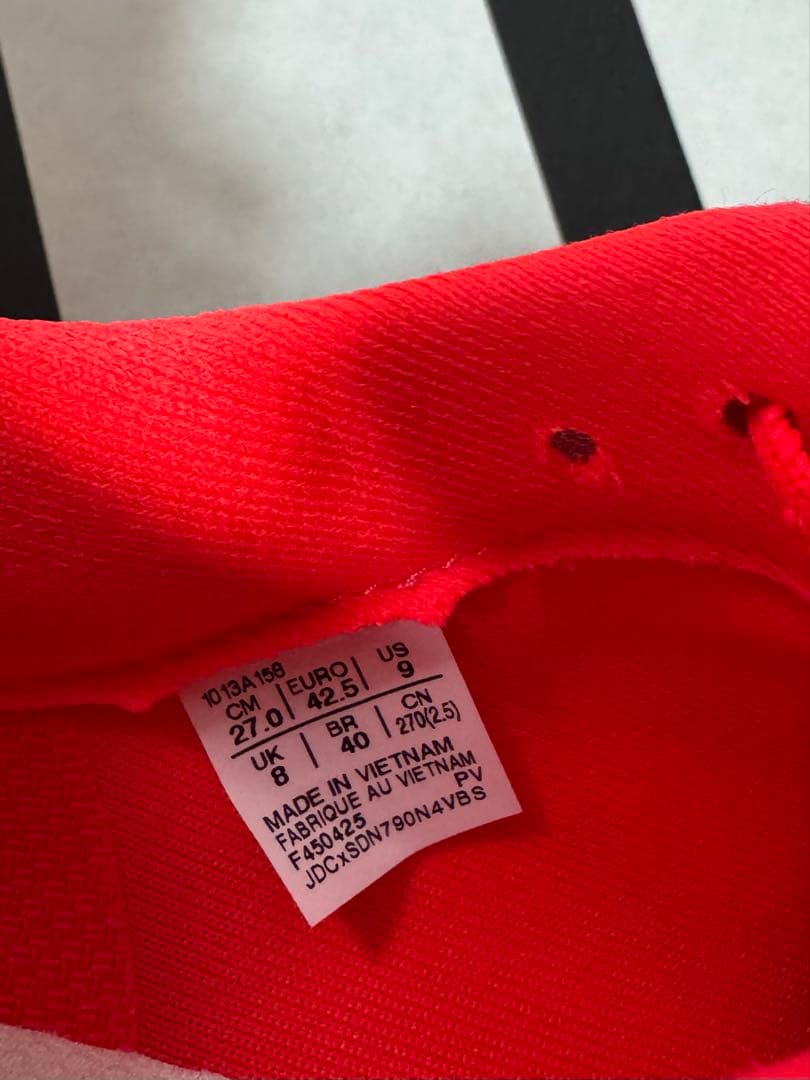 1013A158
CM | EURO | US
27.0 | 42.5 | 9
UK | BR | CN
8 | 40 | 270(2.5)
MADE IN VIETNAM
FABRIQUE AU VIETNAM
F450425 PV
JDCxSDN790N4VBS